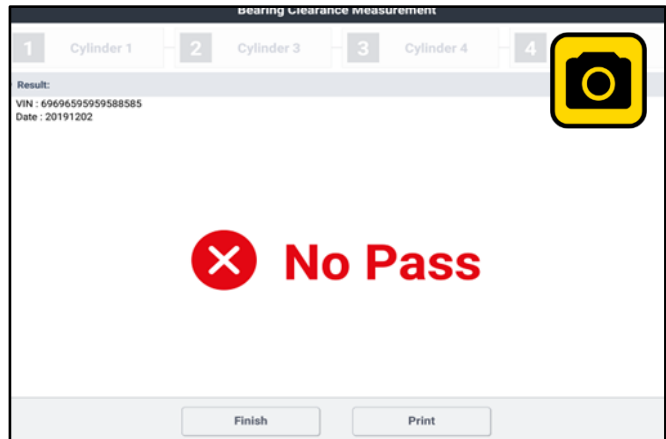 Bearing Clearance Measurement
1 Cylinder 1 2 Cylinder 3 3 Cylinder 4 4
Result:
VIN : 69696595959588585
Date : 20191202
No Pass
Finish Print